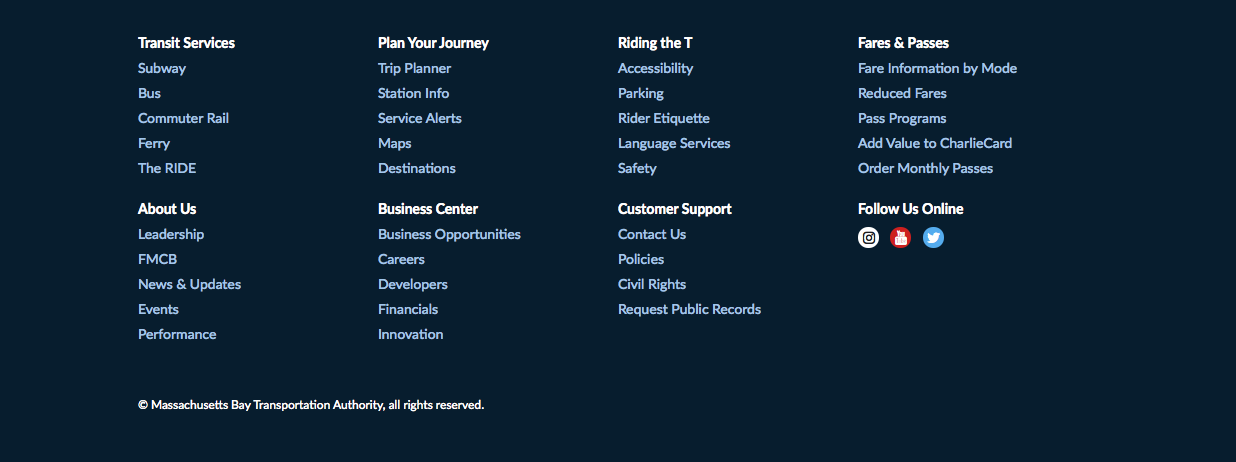 Transit Services
Subway
Bus
Commuter Rail
Ferry
The RIDE
Plan Your Journey
Trip Planner
Station Info
Service Alerts
Maps
Destinations
Riding the T
Accessibility
Parking
Rider Etiquette
Language Services
Safety
Fares & Passes
Fare Information by Mode
Reduced Fares
Pass Programs
Add Value to CharlieCard
Order Monthly Passes
About Us
Leadership
FMCB
News & Updates
Events
Performance
Business Center
Business Opportunities
Careers
Developers
Financials
Innovation
Customer Support
Contact Us
Policies
Civil Rights
Request Public Records
Follow Us Online
© Massachusetts Bay Transportation Authority, all rights reserved.